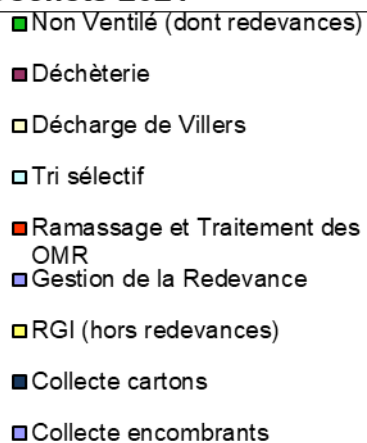 Non Ventilé (dont redevances)
Déchèterie
Décharge de Villers
Tri sélectif
Ramassage et Traitement des
OMR
Gestion de la Redevance
RGI (hors redevances)
Collecte cartons
Collecte encombrants